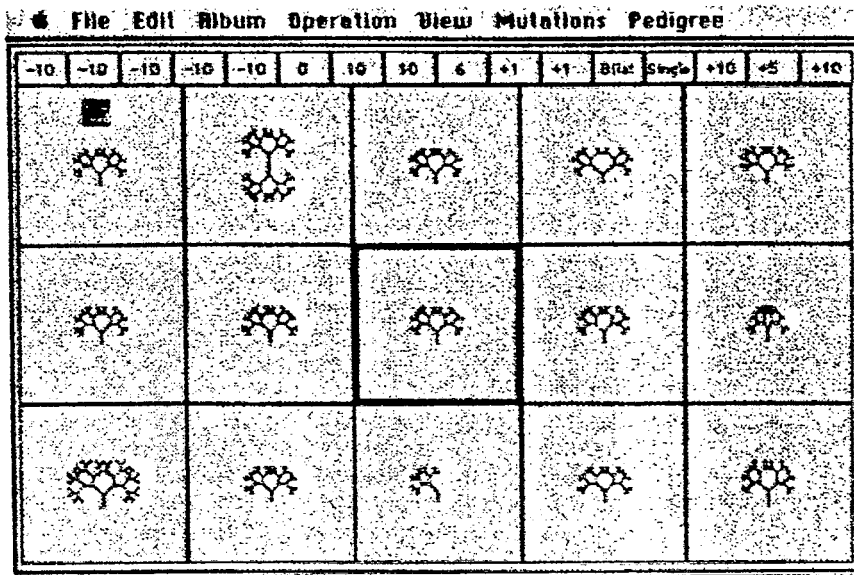 File Edit Album Operation View Mutations Pedigree
-10 -10 -10 -10 -10 0 10 10 6 +1 +1 Bilat Single +10 +5 +10